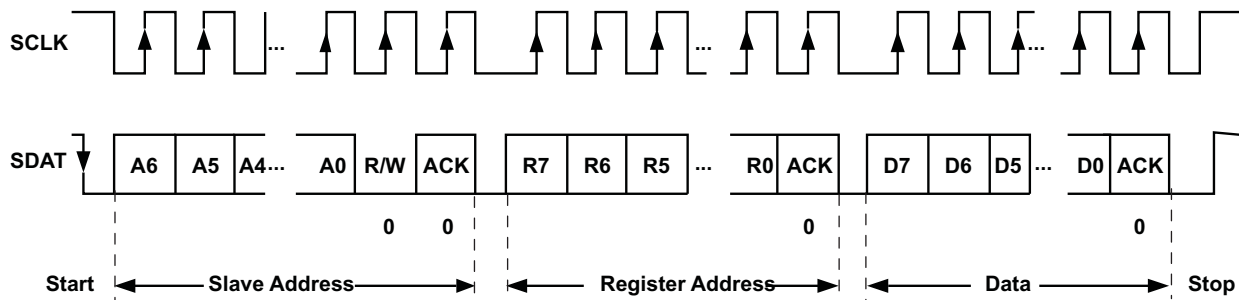 SCLK ... ... ...
SDAT A6 A5 A4... A0 R/W ACK R7 R6 R5 ... R0 ACK D7 D6 D5 ... D0 ACK
0 0 0 0
Start Slave Address Register Address Data Stop